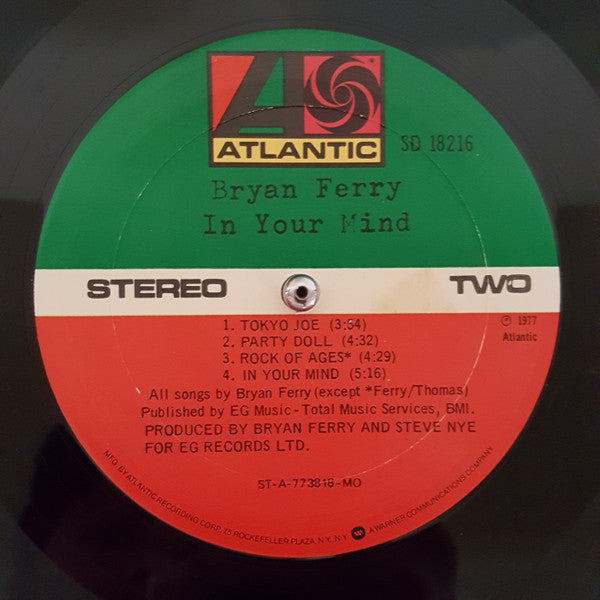 ATLANTIC
SD 18216
Bryan Ferry
In Your Mind
STEREO TWO
1. TOKYO JOE (3:54)
2. PARTY DOLL (4:32)
3. ROCK OF AGES* (4:29)
4. IN YOUR MIND (5:16)
℗ 1977
Atlantic
All songs by Bryan Ferry (except *Ferry/Thomas)
Published by EG Music - Total Music Services, BMI.
PRODUCED BY BRYAN FERRY AND STEVE NYE
FOR EG RECORDS LTD.
ST-A-773818-MO
MFG. BY ATLANTIC RECORDING CORP. 75 ROCKEFELLER PLAZA, N.Y. N.Y. A WARNER COMMUNICATIONS COMPANY